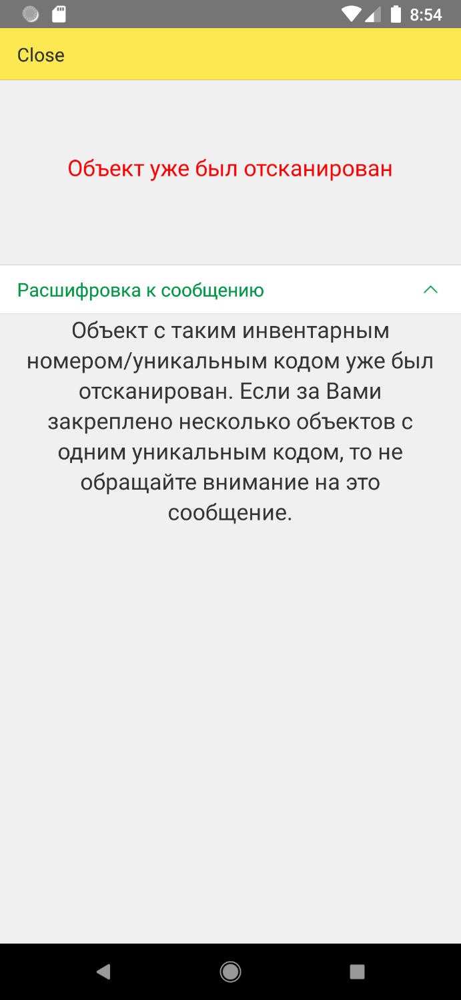 8:54
Close
Объект уже был отсканирован
Расшифровка к сообщению
Объект с таким инвентарным
номером/уникальным кодом уже был
отсканирован. Если за Вами
закреплено несколько объектов с
одним уникальным кодом, то не
обращайте внимание на это
сообщение.